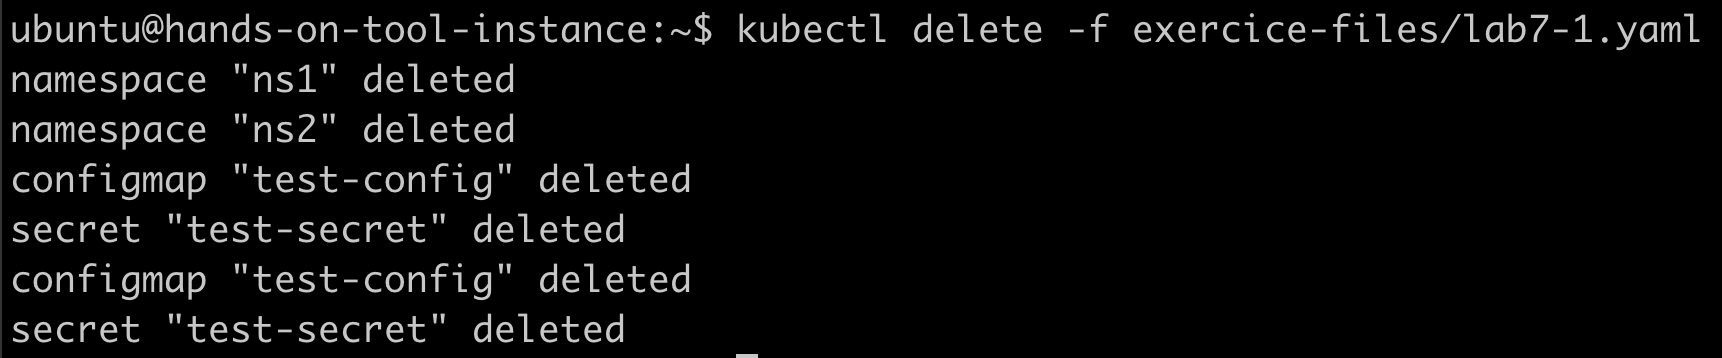 ubuntu@hands-on-tool-instance:~$ kubectl delete -f exercice-files/lab7-1.yaml
namespace "ns1" deleted
namespace "ns2" deleted
configmap "test-config" deleted
secret "test-secret" deleted
configmap "test-config" deleted
secret "test-secret" deleted